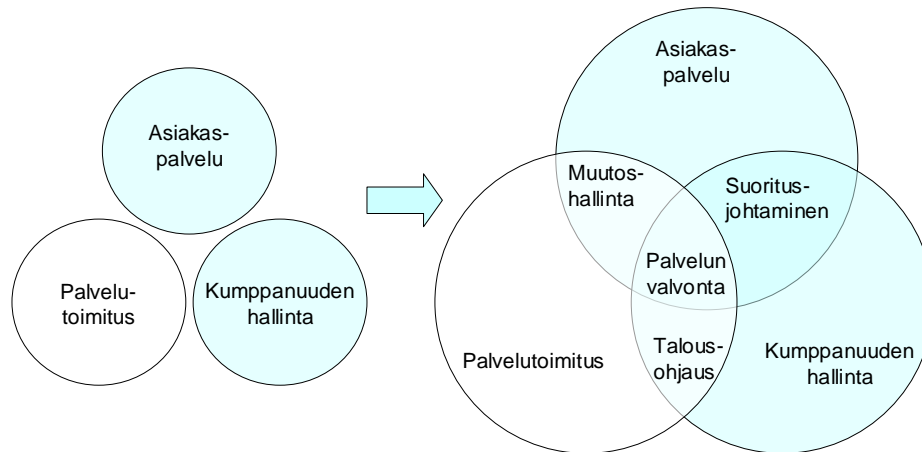 Asiakas-
palvelu
Palvelu-
toimitus
Kumppanuuden
hallinta
Asiakas-
palvelu
Muutos-
hallinta
Suoritus-
johtaminen
Palvelun
valvonta
Palvelutoimitus
Talous-
ohjaus
Kumppanuuden
hallinta